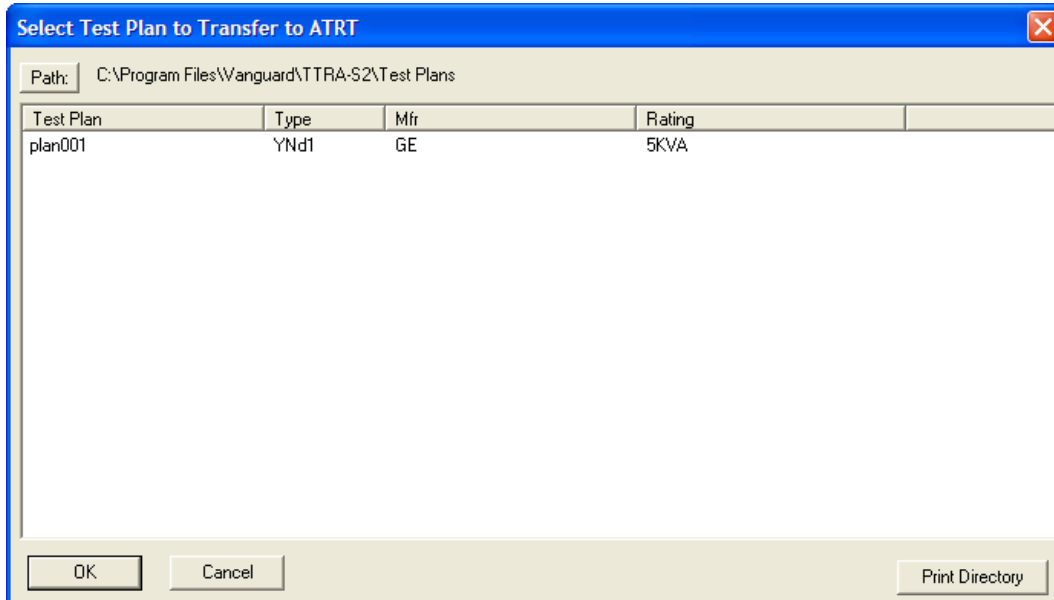 Select Test Plan to Transfer to ATRT
Path: C:\Program Files\Vanguard\TTRA-S2\Test Plans
Test Plan Type Mfr Rating
plan001 YNd1 GE 5KVA
OK Cancel Print Directory